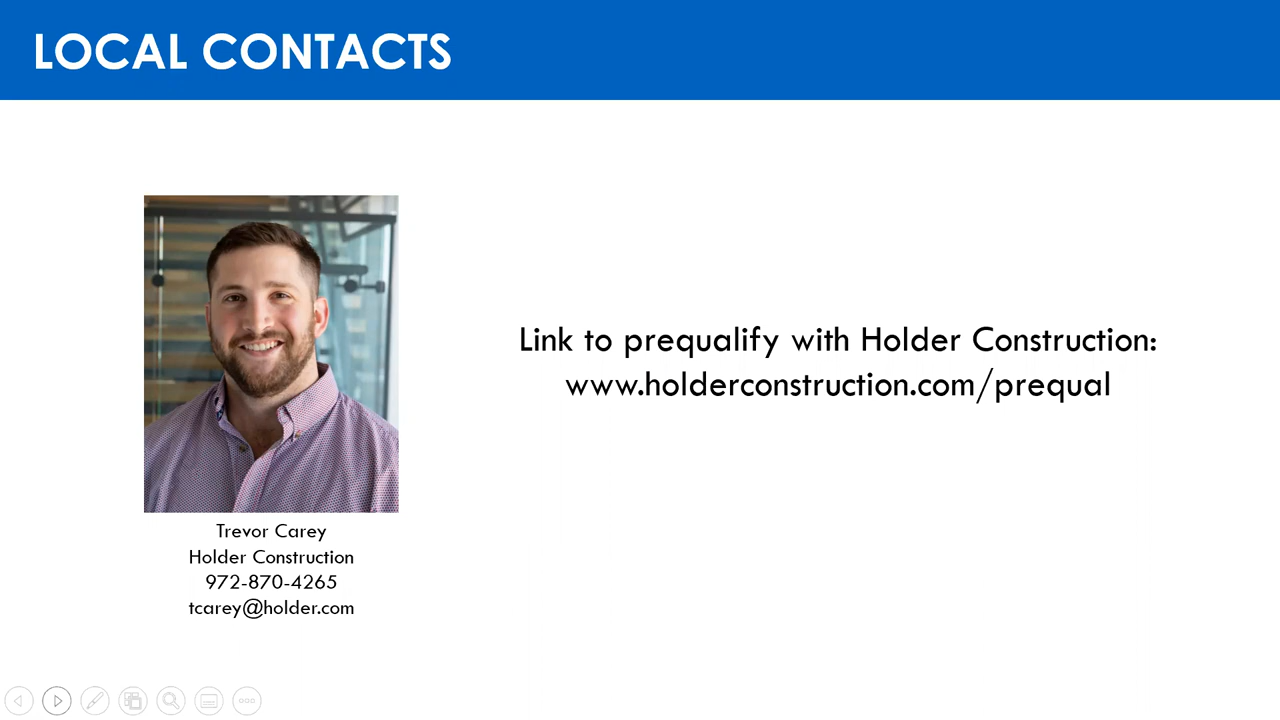 LOCAL CONTACTS
Link to prequalify with Holder Construction:
www.holderconstruction.com/prequal
Trevor Carey
Holder Construction
972-870-4265
tcarey@holder.com